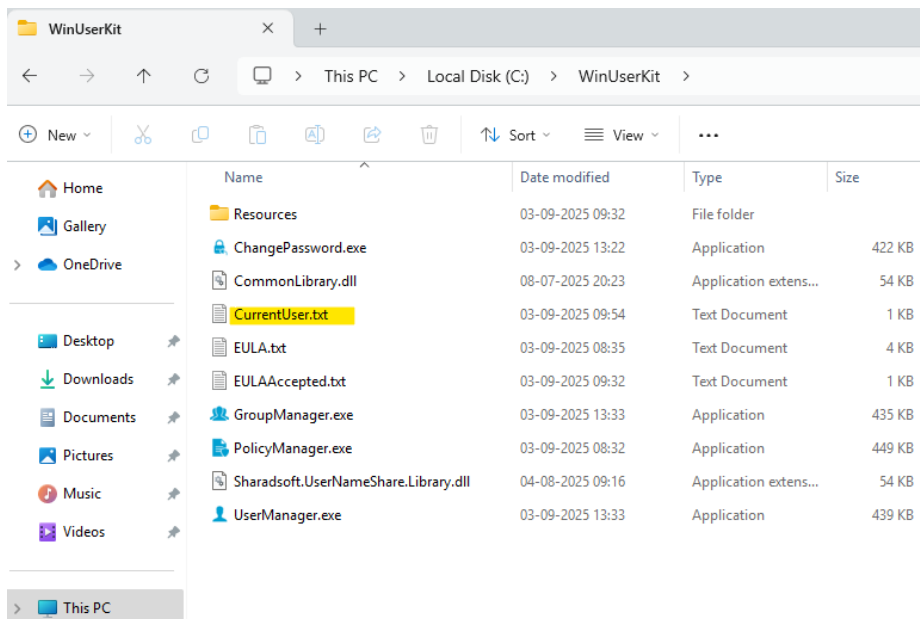 WinUserKit
This PC > Local Disk (C:) > WinUserKit >
New Sort View ...
Name Date modified Type Size
Home
Gallery
OneDrive
Desktop
Downloads
Documents
Pictures
Music
Videos
This PC
Resources 03-09-2025 09:32 File folder
ChangePassword.exe 03-09-2025 13:22 Application 422 KB
CommonLibrary.dll 08-07-2025 20:23 Application extens... 54 KB
CurrentUser.txt 03-09-2025 09:54 Text Document 1 KB
EULA.txt 03-09-2025 08:35 Text Document 4 KB
EULAAccepted.txt 03-09-2025 09:32 Text Document 1 KB
GroupManager.exe 03-09-2025 13:33 Application 435 KB
PolicyManager.exe 03-09-2025 08:32 Application 449 KB
Sharadsoft.UserNameShare.Library.dll 04-08-2025 09:16 Application extens... 54 KB
UserManager.exe 03-09-2025 13:33 Application 439 KB